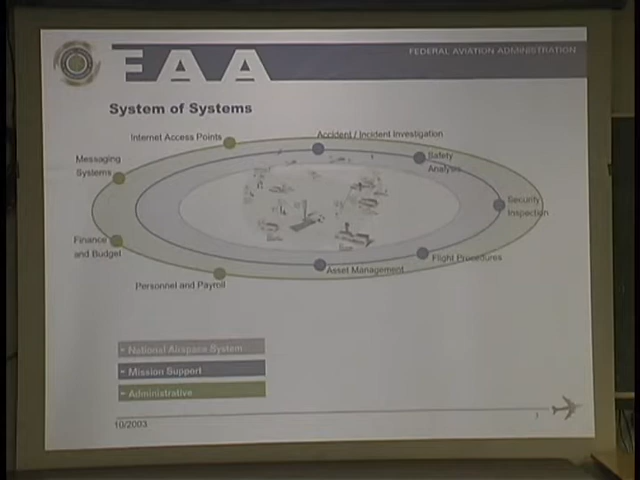 FAA
FEDERAL AVIATION ADMINISTRATION
System of Systems
Internet Access Points
Accident / Incident Investigation
Messaging
Systems
Safety
Analysis
Security
Inspection
Finance
and Budget
Flight Procedures
Asset Management
Personnel and Payroll
- National Airspace System
- Mission Support
- Administrative
10/2003